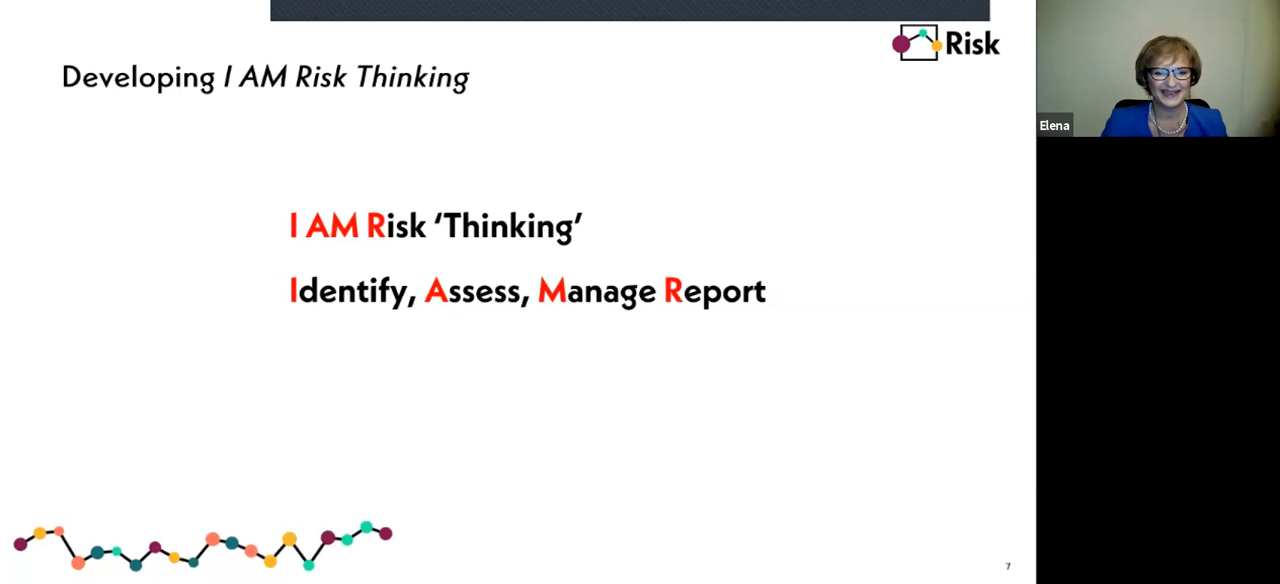 Risk
Developing I AM Risk Thinking
Elena
I AM Risk ‘Thinking’
Identify, Assess, Manage Report
7